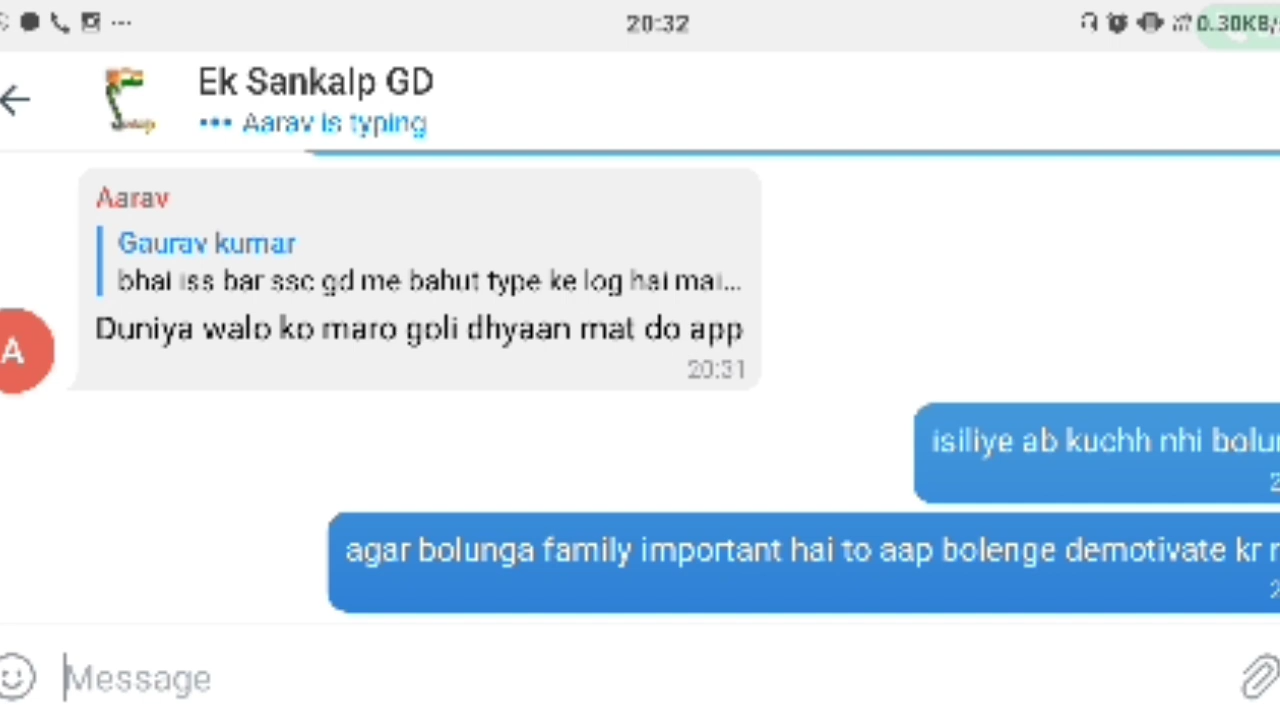 20:32
0.30KB/
Ek Sankalp GD
••• Aarav is typing
Aarav
Gaurav kumar
bhai iss bar ssc gd me bahut type ke log hai mai...
Duniya walo ko maro goli dhyaan mat do app
20:31
A
isiliye ab kuchh nhi
agar bolunga family important hai to aap bolenge demotivate kr
Message